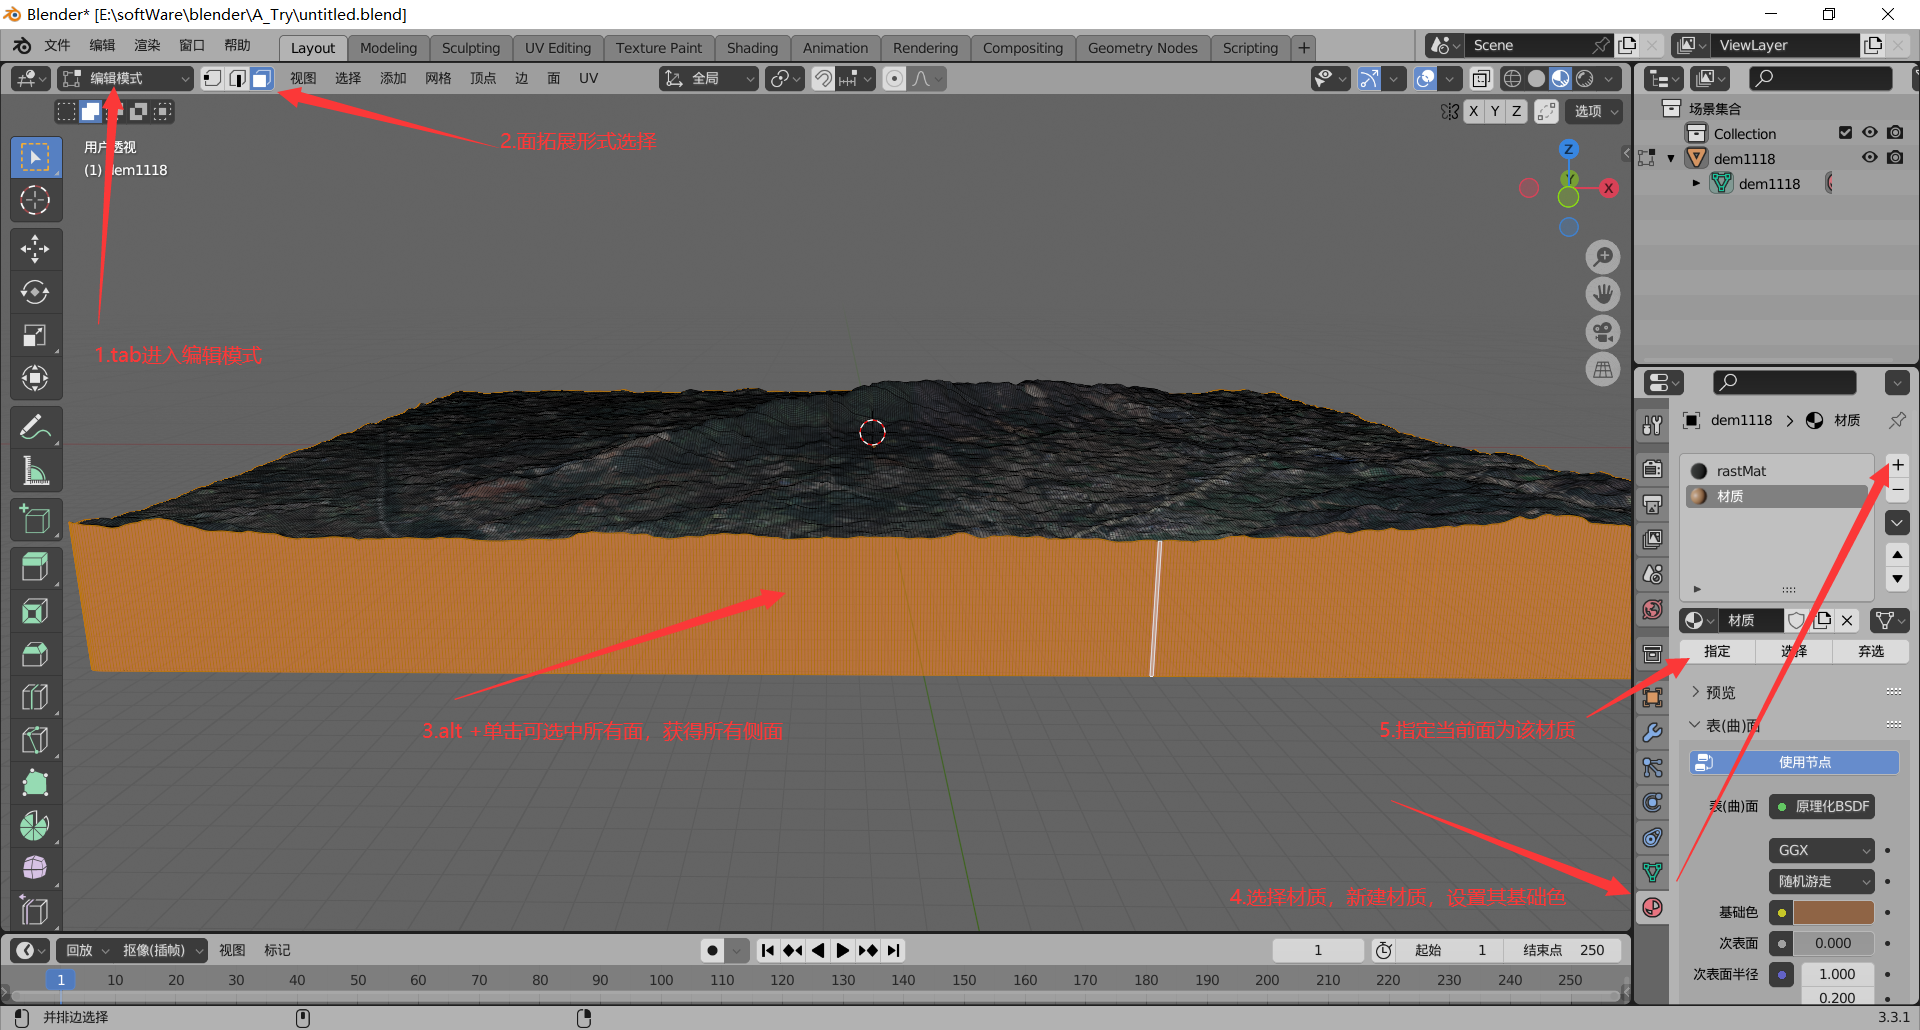 Blender* [E:\softWare\blender\A_Try\untitled.blend]
文件 编辑 渲染 窗口 帮助 Layout Modeling Sculpting UV Editing Texture Paint Shading Animation Rendering Compositing Geometry Nodes Scripting + Scene ViewLayer
编辑模式 视图 选择 添加 网格 顶点 边 面 UV 全局
X Y Z 选项
用户透视
(1) dem1118
2.面拓展形式选择
1.tab进入编辑模式
3.alt +单击可选中所有面，获得所有侧面
5.指定当前面为该材质
4.选择材质，新建材质，设置其基础色
Z
Y
X
场景集合
Collection
dem1118
dem1118
dem1118 > 材质
rastMat
材质
材质
指定 选择 弃选
预览
表(曲)面
使用节点
表(曲)面 原理化BSDF
GGX
随机游走
基础色
次表面 0.000
次表面半径 1.000
0.200
回放 抠像(插帧) 视图 标记 1 起始 1 结束点 250
1 10 20 30 40 50 60 70 80 90 100 110 120 130 140 150 160 170 180 190 200 210 220 230 240 250
并排边选择 3.3.1